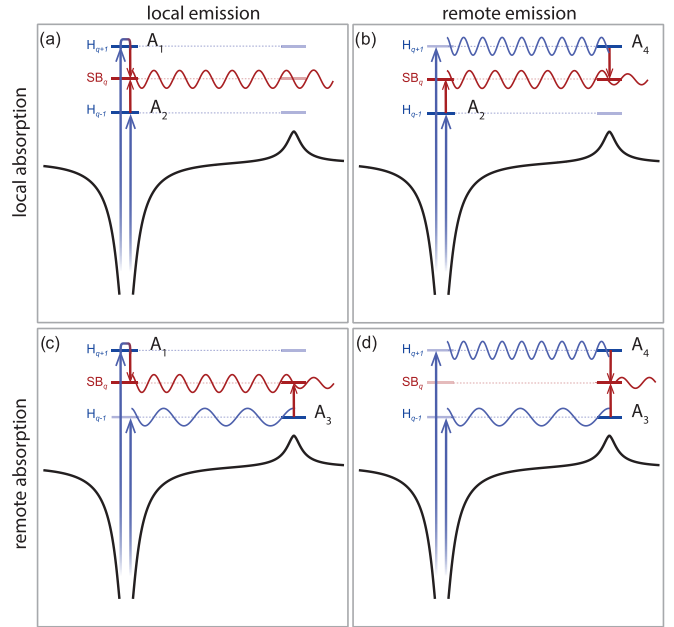 local emission
remote emission
local absorption
remote absorption
(a)
H_{q+1}
A_1
SB_q
H_{q-1}
A_2
(b)
H_{q+1}
A_4
SB_q
H_{q-1}
A_2
(c)
H_{q+1}
A_1
SB_q
H_{q-1}
A_3
(d)
H_{q+1}
A_4
SB_q
H_{q-1}
A_3